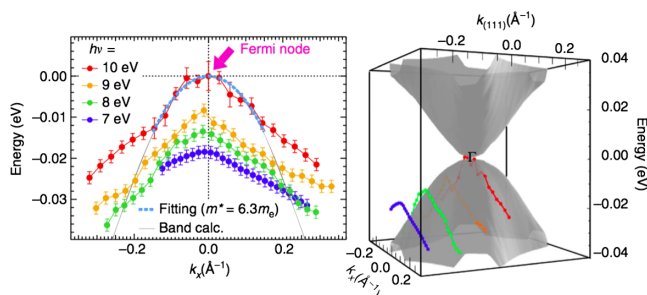 hν =
10 eV
9 eV
8 eV
7 eV
Fermi node
0.00
−0.01
−0.02
−0.03
Energy (eV)
Fitting (m* = 6.3mₑ)
Band calc.
−0.2
0.0
0.2
kₓ(Å⁻¹)
k₍₁₁₁₎(Å⁻¹)
−0.2
0.0
0.04
0.02
0.00
−0.02
−0.04
Energy (eV)
Γ
−0.2
0.0
0.2
kₓ(Å⁻¹)